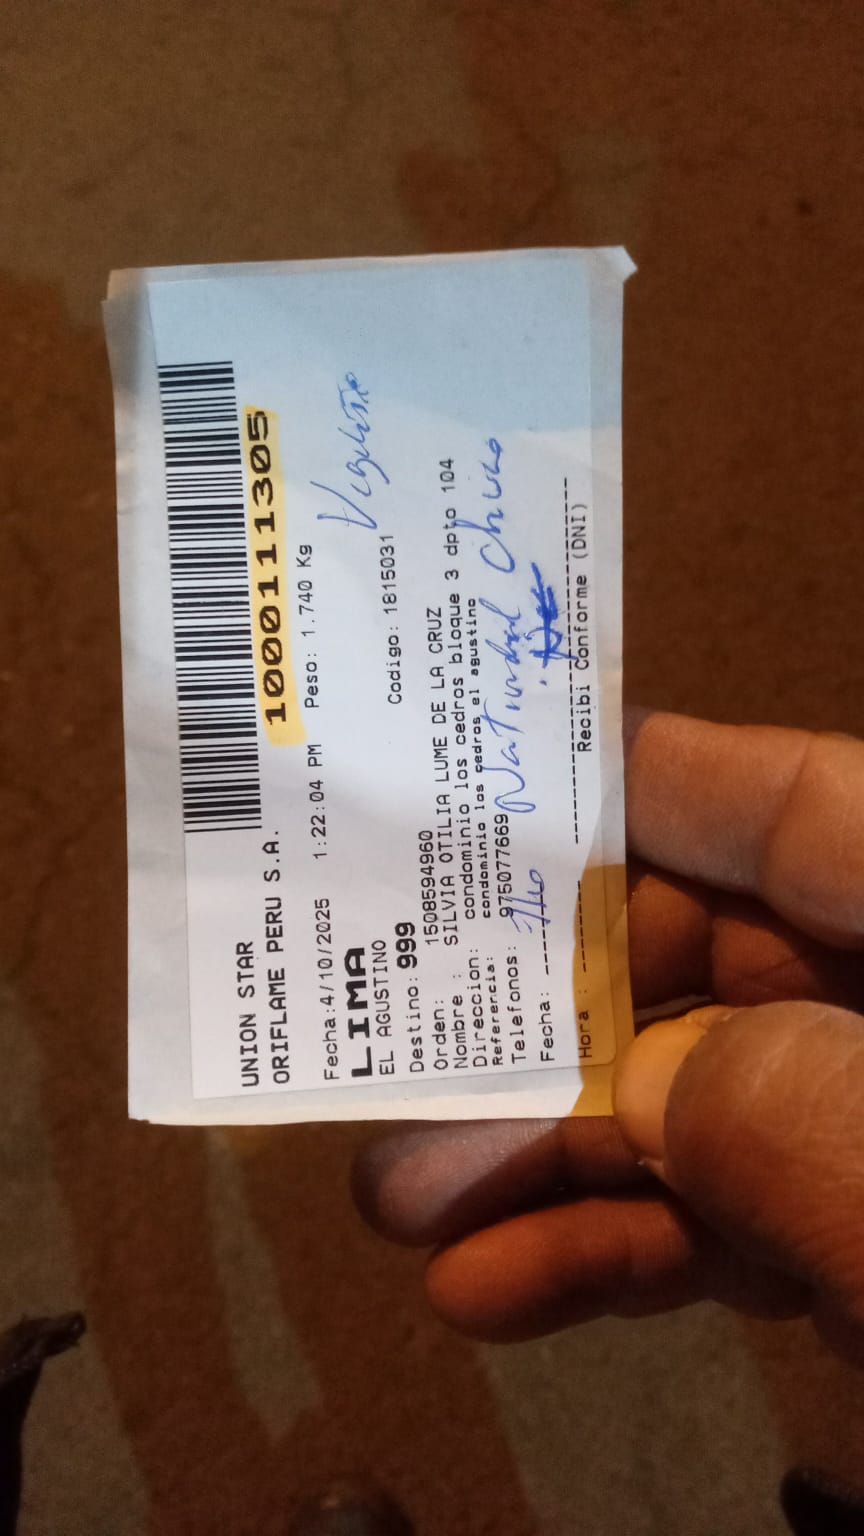 UNION STAR
ORIFLAME PERU S.A.
1000111305
Fecha:4/10/2025 1:22:04 PM Peso: 1.740 Kg
LIMA
EL AGUSTINO
Destino: 999 Codigo: 1815031
Orden: 1508594960
Nombre : SILVIA OTILIA LUME DE LA CRUZ
Direccion: condominio los cedros bloque 3 dpto 104
Referencia: condominio los cedros el agustino
Telefonos: 975077669
Fecha: ----------
Hora : ----------
Recibi Conforme (DNI)